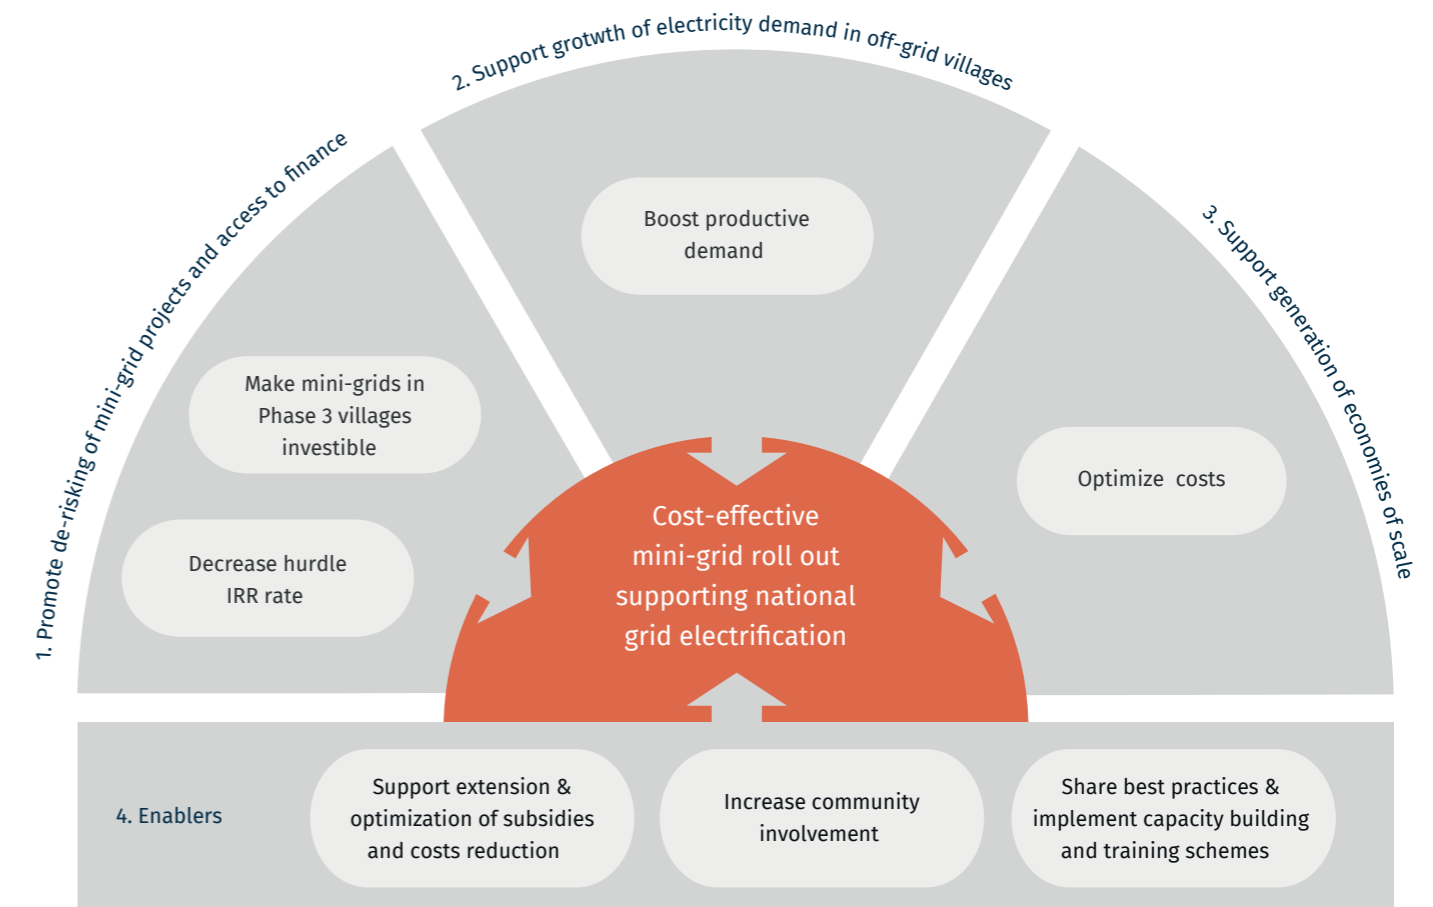 1. Promote de-risking of mini-grid projects and access to finance
Make mini-grids in
Phase 3 villages
investible
Decrease hurdle
IRR rate
2. Support grotwth of electricity demand in off-grid villages
Boost productive
demand
3. Support generation of economies of scale
Optimize costs
Cost-effective
mini-grid roll out
supporting national
grid electrification
4. Enablers
Support extension &
optimization of subsidies
and costs reduction
Increase community
involvement
Share best practices &
implement capacity building
and training schemes